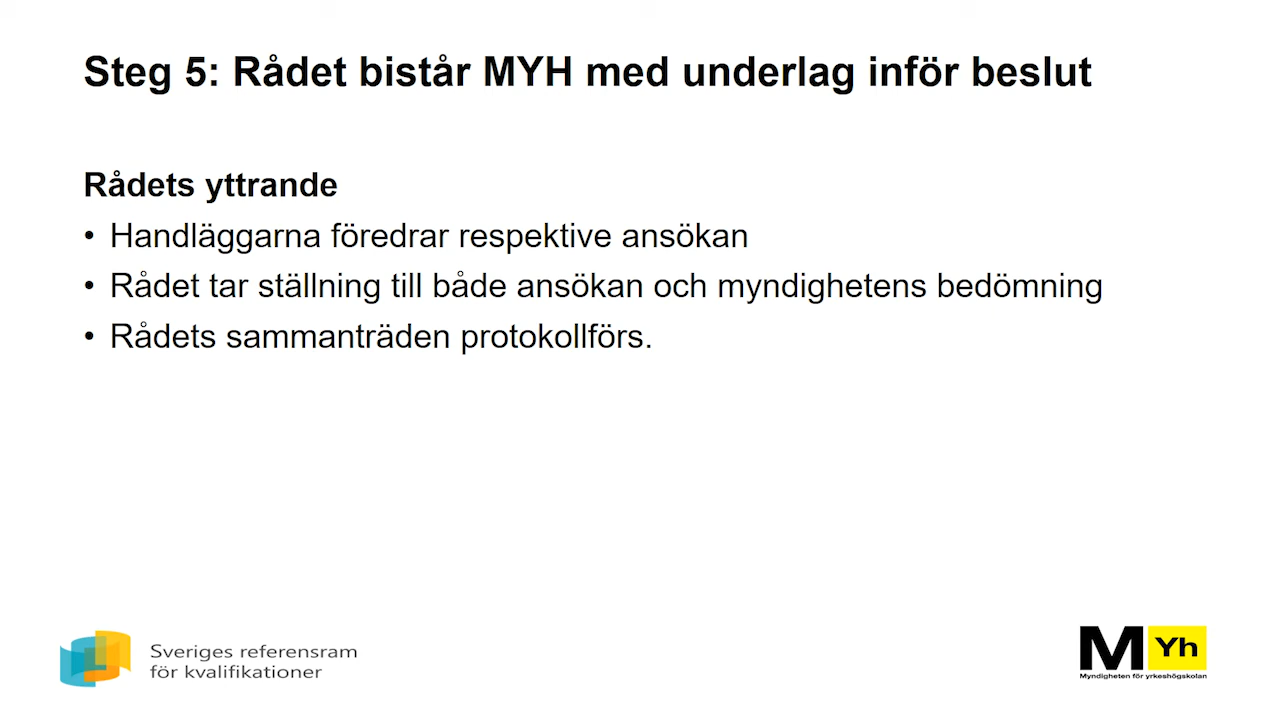 Steg 5: Rådet bistår MYH med underlag inför beslut
Rådets yttrande
• Handläggarna föredrar respektive ansökan
• Rådet tar ställning till både ansökan och myndighetens bedömning
• Rådets sammanträden protokollförs.
Sveriges referensram
för kvalifikationer
M Yh
Myndigheten för yrkeshögskolan